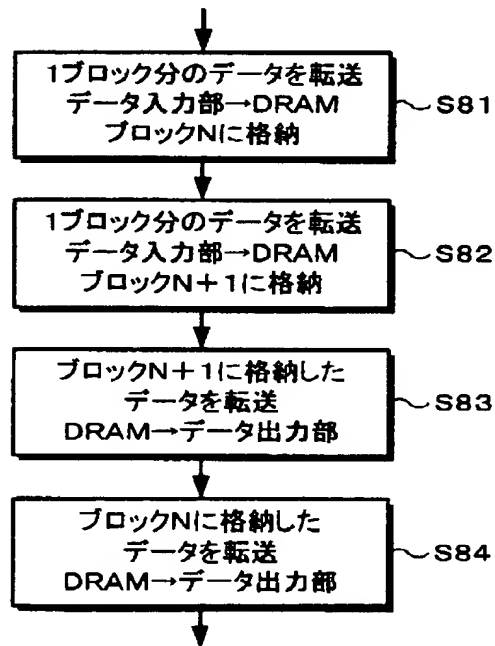 1ブロック分のデータを転送
データ入力部→DRAM
ブロックNに格納
S81
1ブロック分のデータを転送
データ入力部→DRAM
ブロックN+1に格納
S82
ブロックN+1に格納した
データを転送
DRAM→データ出力部
S83
ブロックNに格納した
データを転送
DRAM→データ出力部
S84